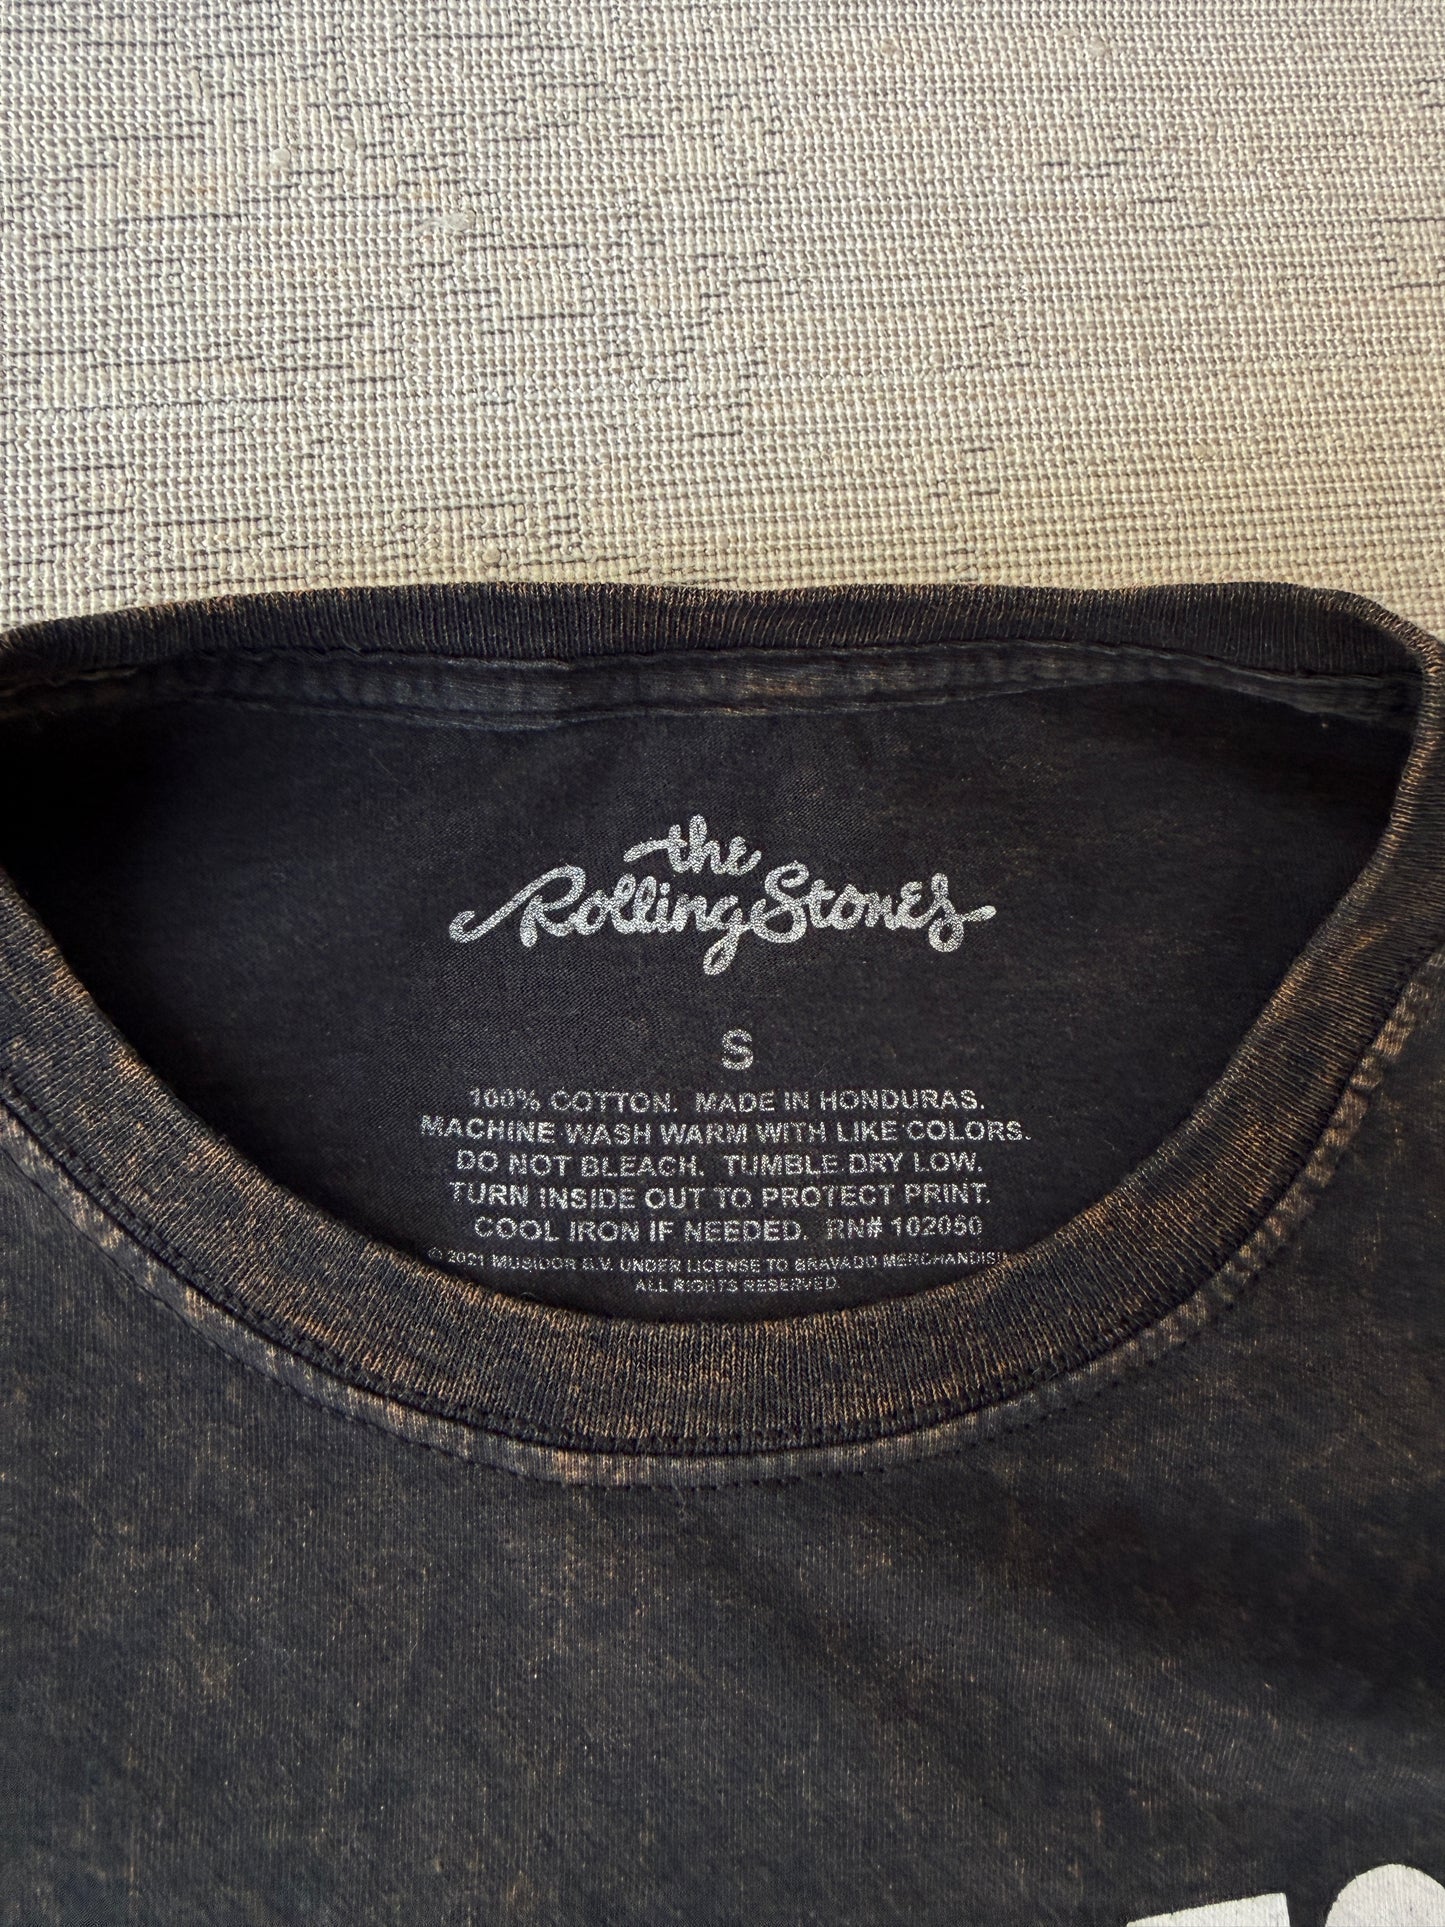 the
Rolling Stones
S
100% COTTON. MADE IN HONDURAS.
MACHINE WASH WARM WITH LIKE COLORS.
DO NOT BLEACH. TUMBLE DRY LOW.
TURN INSIDE OUT TO PROTECT PRINT.
COOL IRON IF NEEDED. RN# 102050
© 2021 MUSIDOR B.V. UNDER LICENSE TO BRAVADO
ALL RIGHTS RESERVED.